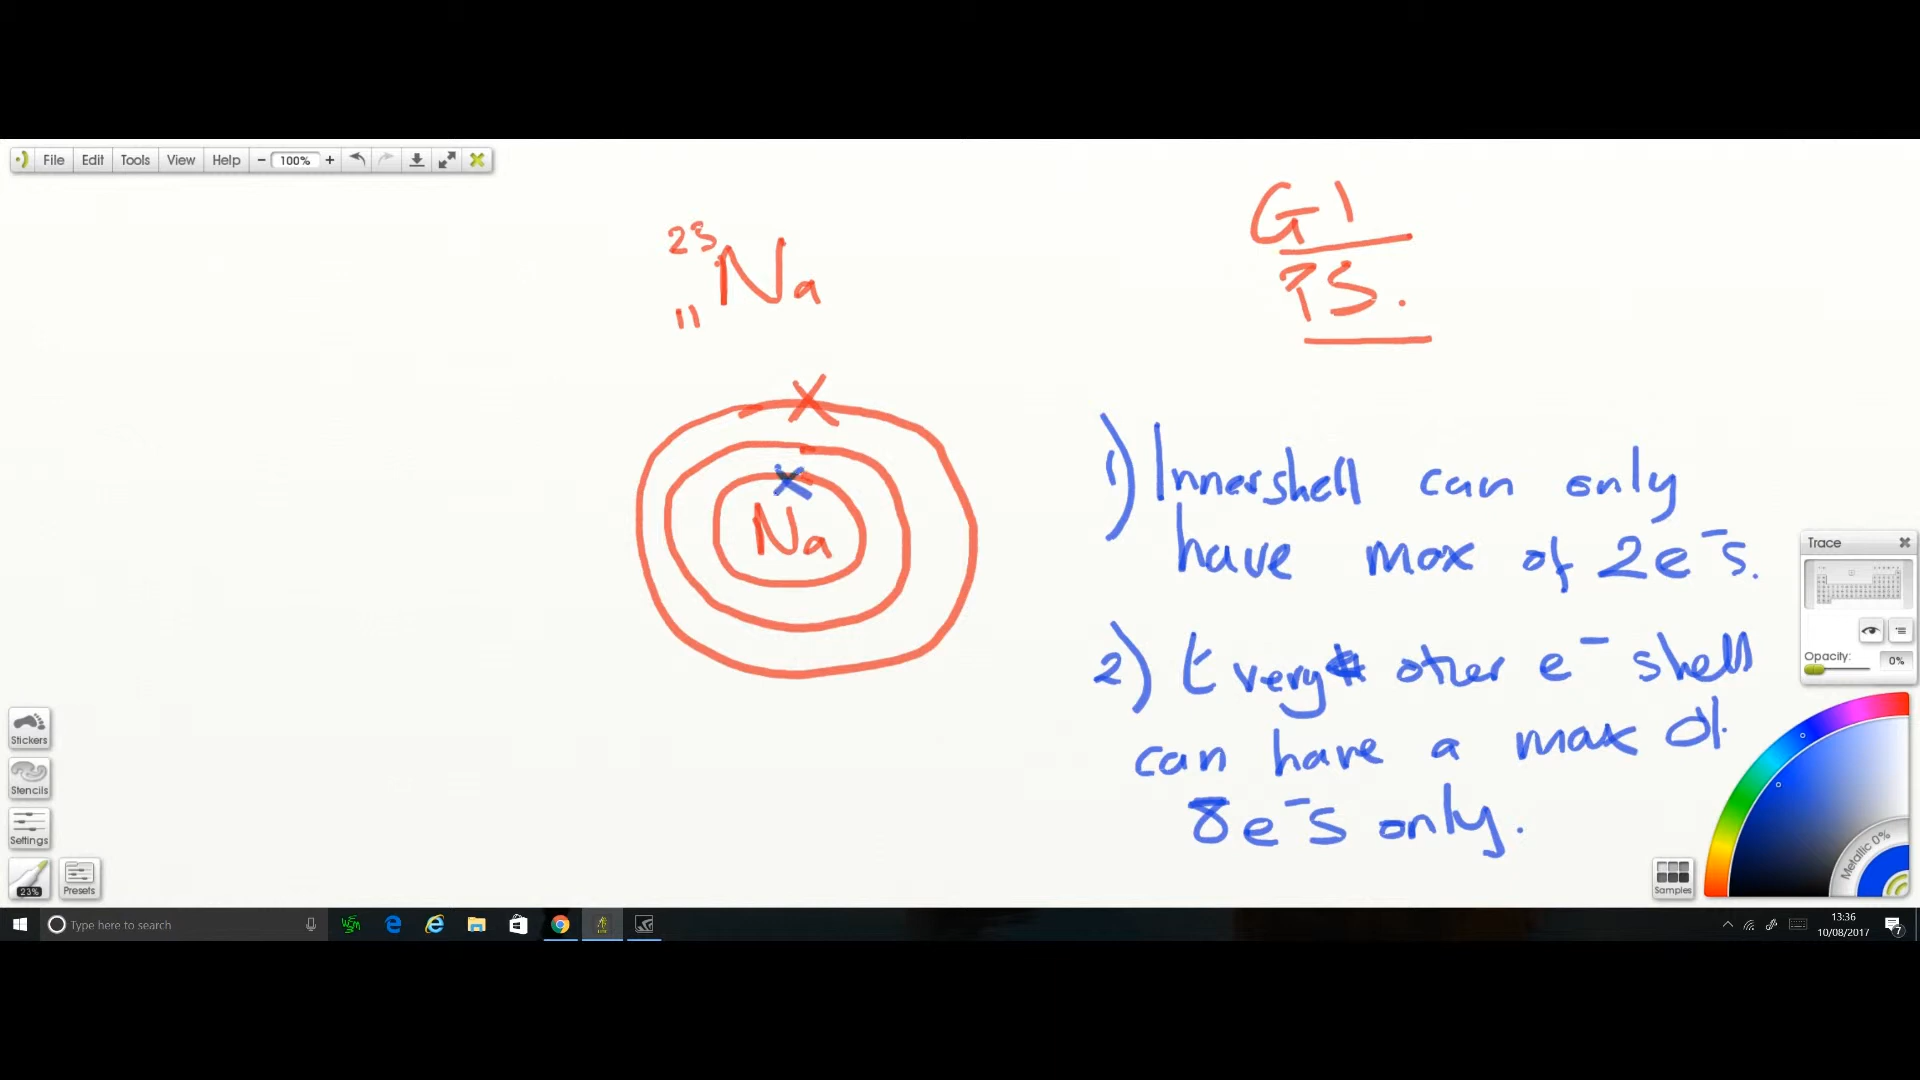 File Edit Tools View Help − 100% +
23
Na
11
G1
PS.
Na
1) Innershell can only
have max of 2e⁻s.
2) Every other e⁻ shell
can have a max of
8e⁻s only.
Trace
Opacity: 0%
Stickers
Stencils
Settings
23%
Presets
Metallic 0%
Samples
Type here to search
13:36
10/08/2017
7